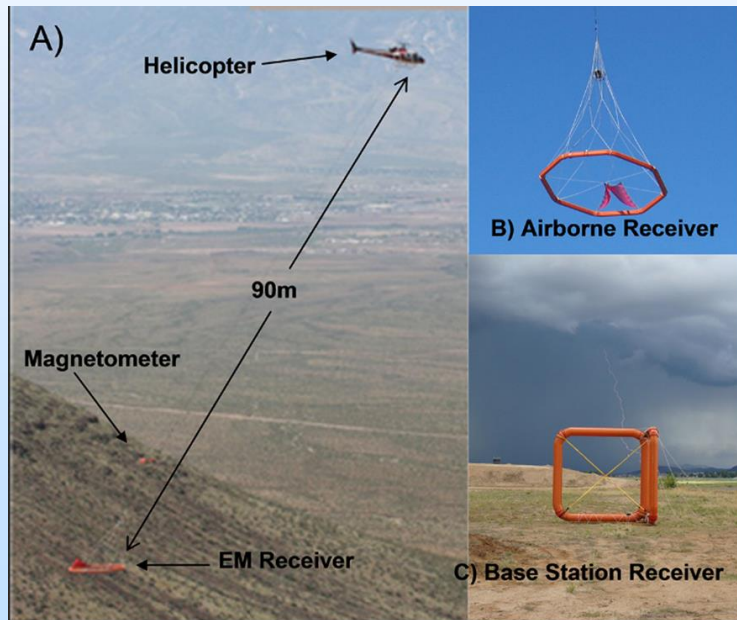 A)
Helicopter
90m
Magnetometer
EM Receiver
B) Airborne Receiver
C) Base Station Receiver